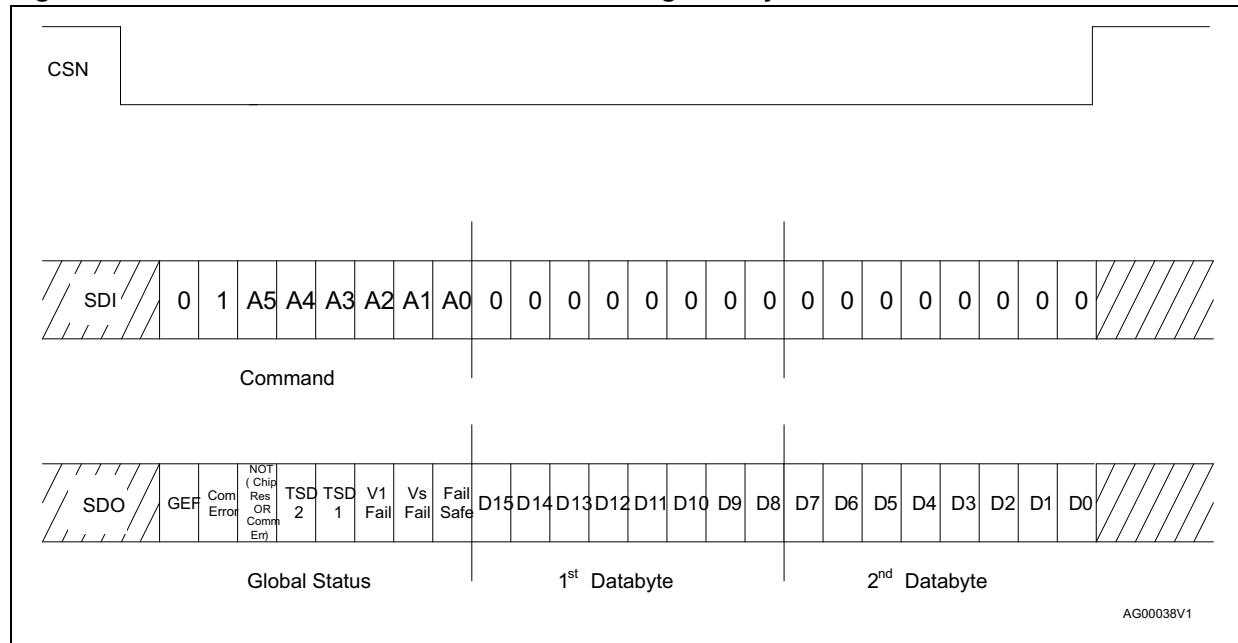 CSN
SDI 0 1 A5 A4 A3 A2 A1 A0 0 0 0 0 0 0 0 0 0 0 0 0 0 0 0 0
Command
SDO GEF Com Error NOT ( Chip Res OR Comm Err) TSD 2 TSD 1 V1 Fail Vs Fail Fail Safe D15 D14 D13 D12 D11 D10 D9 D8 D7 D6 D5 D4 D3 D2 D1 D0
Global Status 1st Databyte 2nd Databyte
AG00038V1